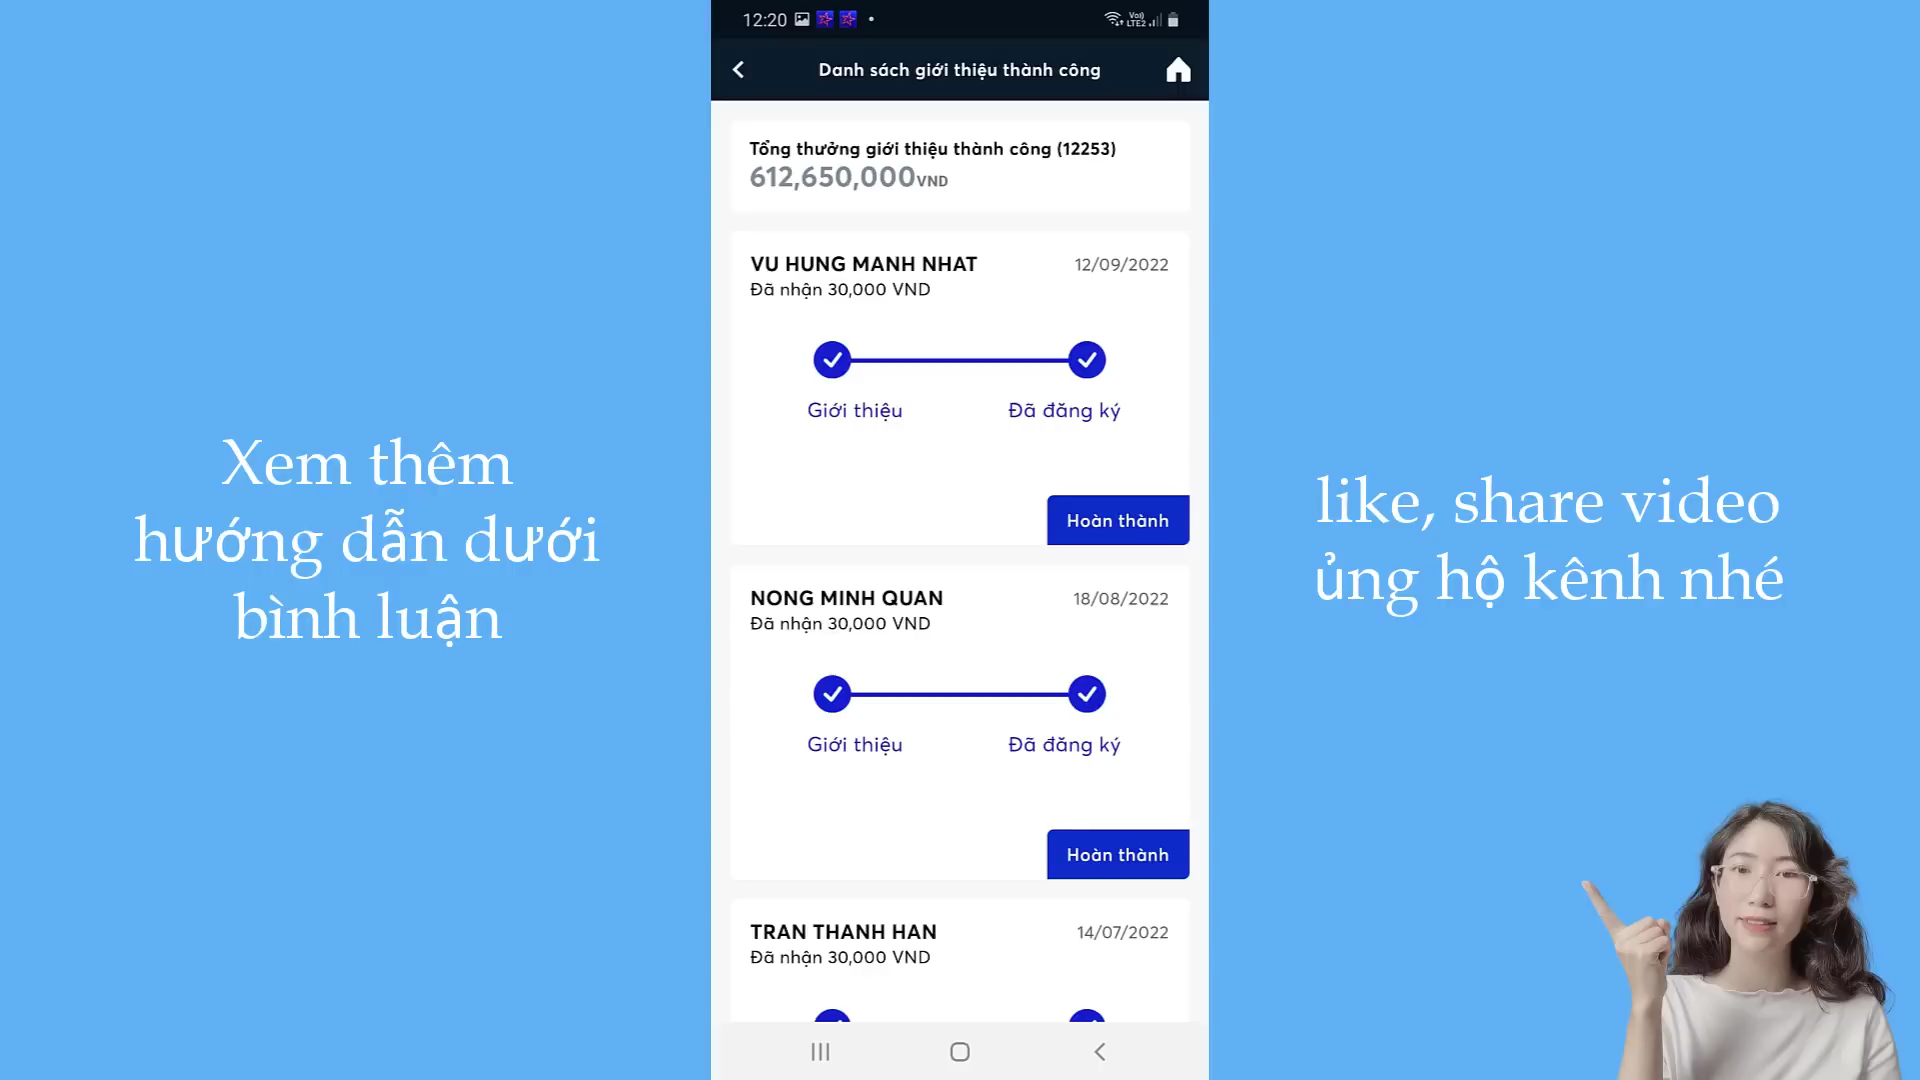 12:20
Vo)
LTE2
Danh sách giới thiệu thành công
Tổng thưởng giới thiệu thành công (12253)
612,650,000VND
VU HUNG MANH NHAT
12/09/2022
Đã nhận 30,000 VND
Giới thiệu
Đã đăng ký
Hoàn thành
NONG MINH QUAN
18/08/2022
Đã nhận 30,000 VND
Giới thiệu
Đã đăng ký
Hoàn thành
TRAN THANH HAN
14/07/2022
Đã nhận 30,000 VND
Xem thêm
hướng dẫn dưới
bình luận
like, share video
ủng hộ kênh nhé